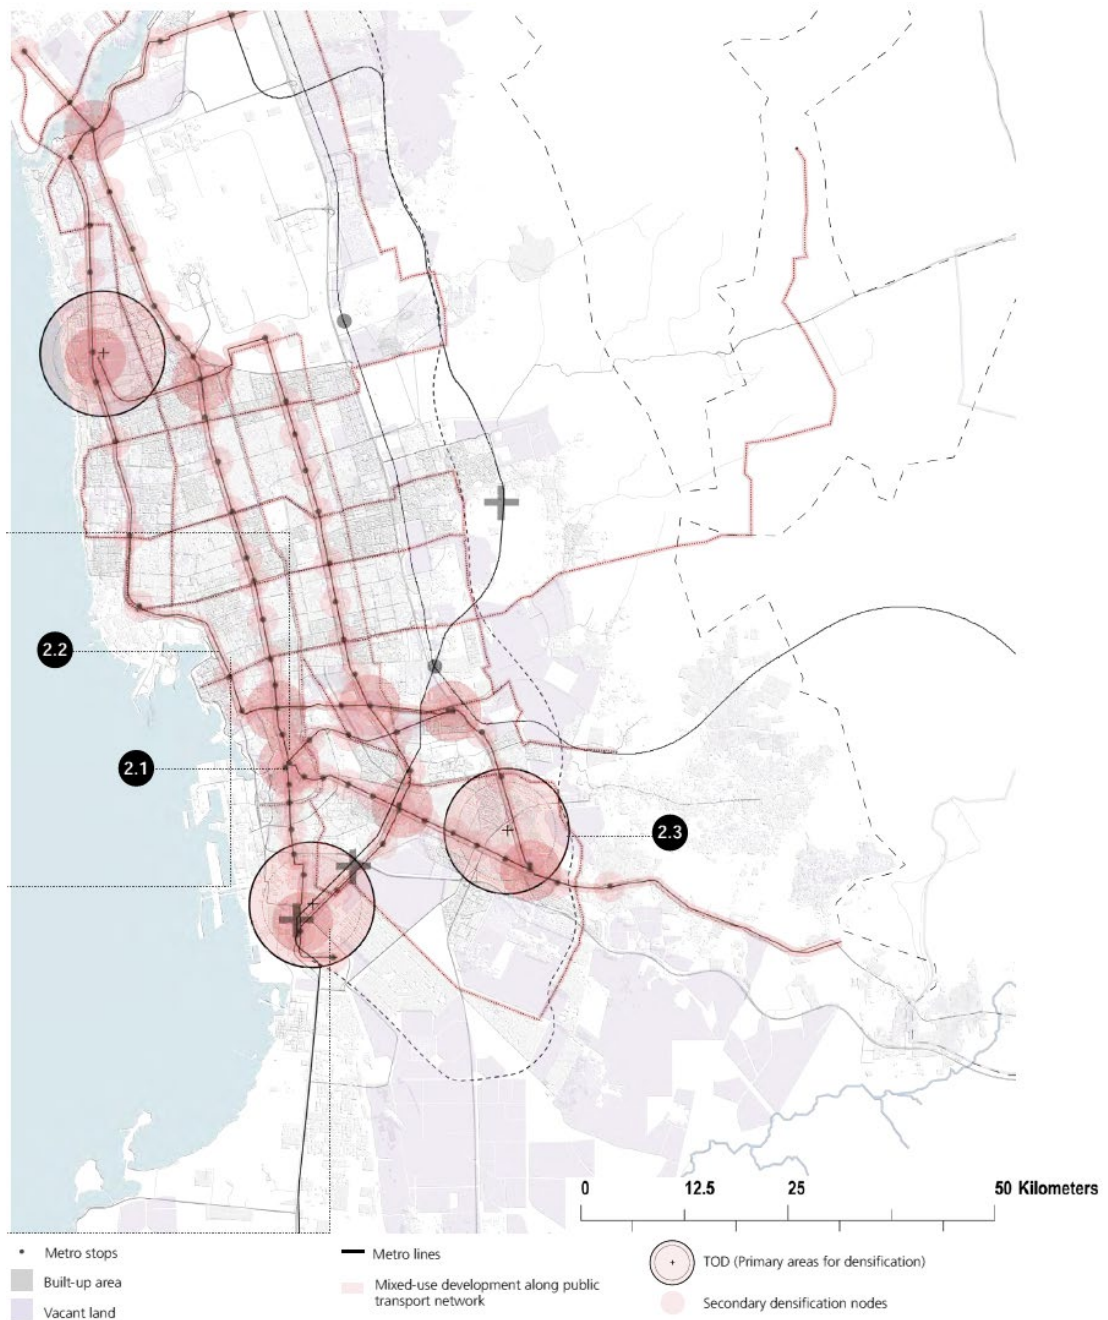 2.2
2.1
2.3
0 12.5 25 50 Kilometers
Metro stops
Metro lines
TOD (Primary areas for densification)
Built-up area
Mixed-use development along public
transport network
Secondary densification nodes
Vacant land